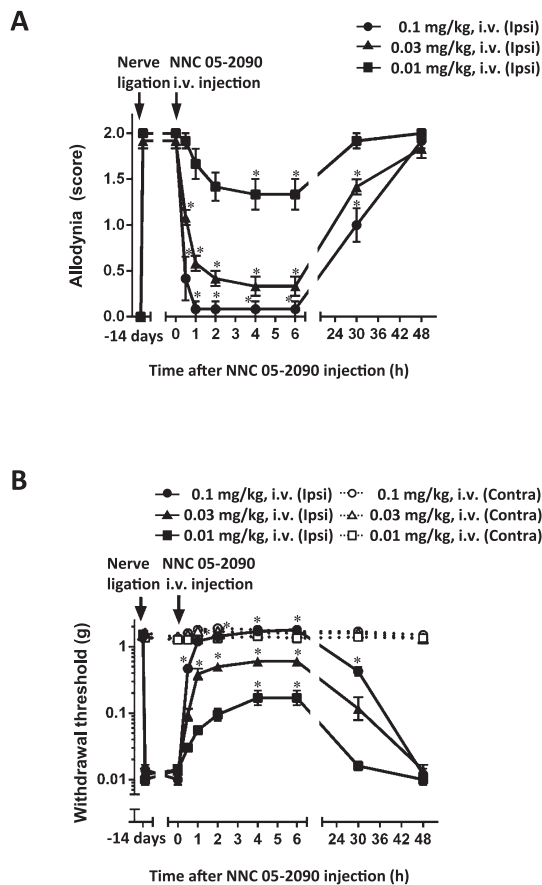 A
0.1 mg/kg, i.v. (Ipsi)
0.03 mg/kg, i.v. (Ipsi)
0.01 mg/kg, i.v. (Ipsi)
Nerve ligation
NNC 05-2090 i.v. injection
Allodynia (score)
2.0
1.5
1.0
0.5
0.0
-14 days 0 1 2 3 4 5 6 24 30 36 42 48
Time after NNC 05-2090 injection (h)
B
0.1 mg/kg, i.v. (Ipsi) 0.1 mg/kg, i.v. (Contra)
0.03 mg/kg, i.v. (Ipsi) 0.03 mg/kg, i.v. (Contra)
0.01 mg/kg, i.v. (Ipsi) 0.01 mg/kg, i.v. (Contra)
Nerve ligation
NNC 05-2090 i.v. injection
Withdrawal threshold (g)
1
0.1
0.01
-14 days 0 1 2 3 4 5 6 24 30 36 42 48
Time after NNC 05-2090 injection (h)